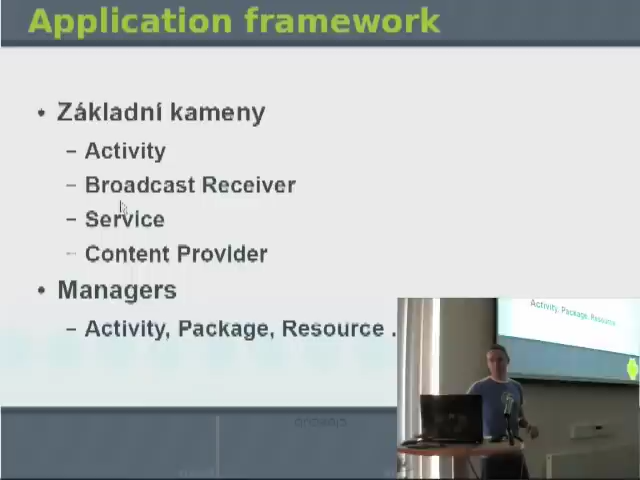 Application framework
• Základní kameny
– Activity
– Broadcast Receiver
– Service
– Content Provider
• Managers
– Activity, Package, Resource .
Activity, Package, Resource...